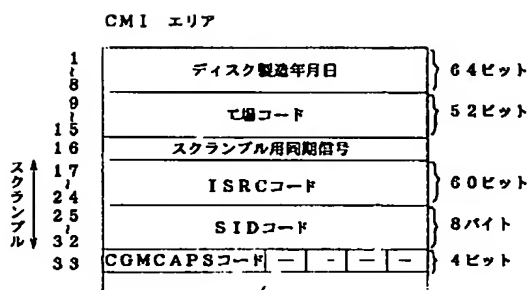 CMI エリア
1
≀
8
ディスク製造年月日
64ビット
9
≀
15
工場コード
52ビット
16
スクランブル用同期信号
スクランブル
17
≀
24
ISRCコード
60ビット
25
≀
32
SIDコード
8バイト
33
CGMCAPSコード
— - — —
4ビット